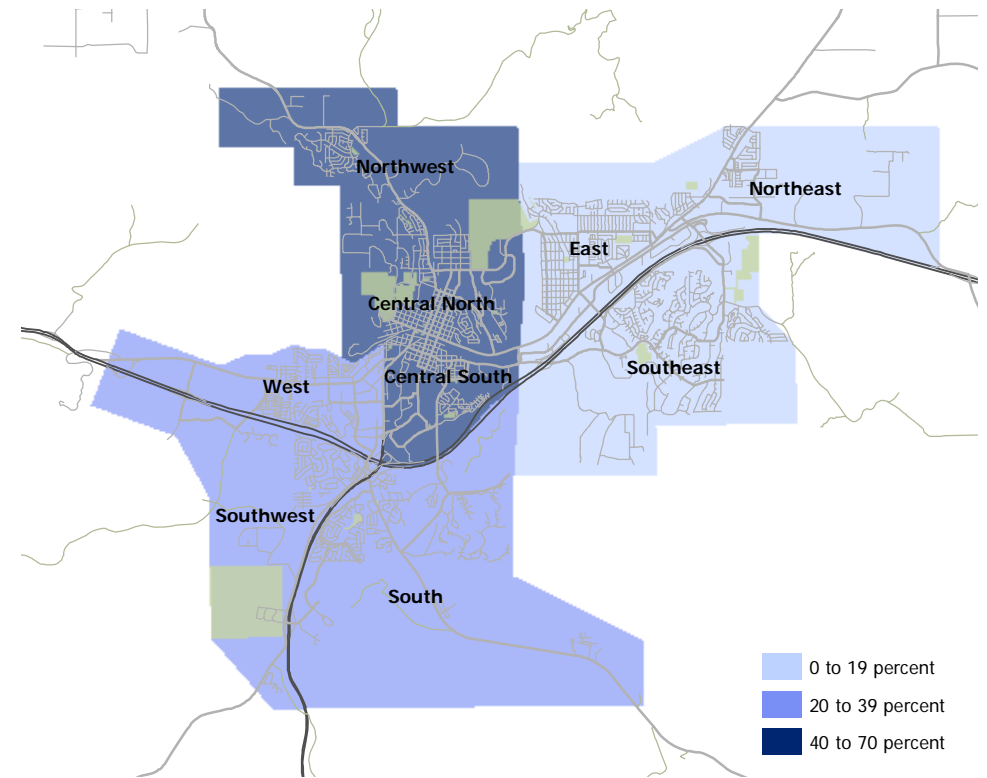 Northwest
Northeast
East
Central North
Southeast
Central South
West
Southwest
South
0 to 19 percent
20 to 39 percent
40 to 70 percent